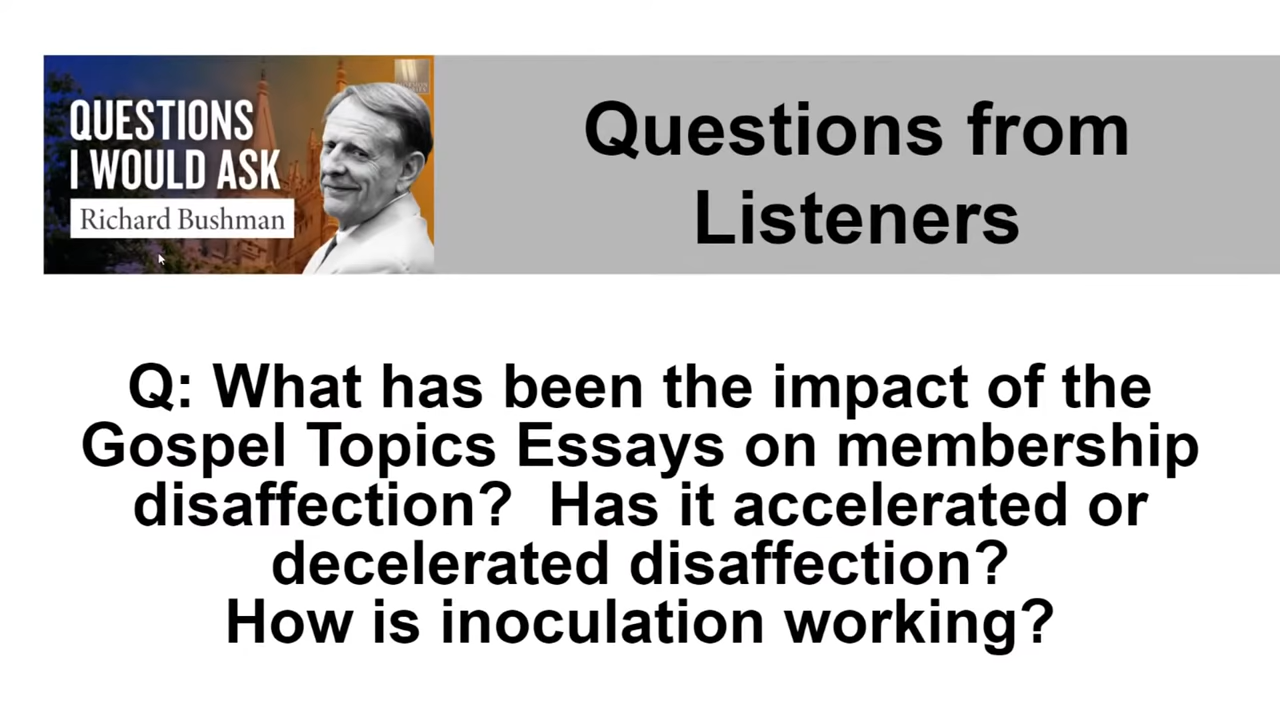 QUESTIONS
I WOULD ASK
Richard Bushman
Questions from
Listeners
Q: What has been the impact of the
Gospel Topics Essays on membership
disaffection?  Has it accelerated or
decelerated disaffection?
How is inoculation working?